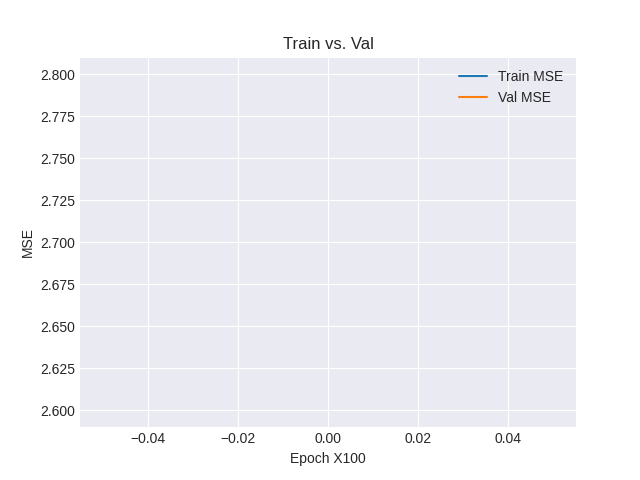 Train vs. Val
Train MSE
Val MSE
2.800
2.775
2.750
2.725
2.700
2.675
2.650
2.625
2.600
MSE
−0.04
−0.02
0.00
0.02
0.04
Epoch X100